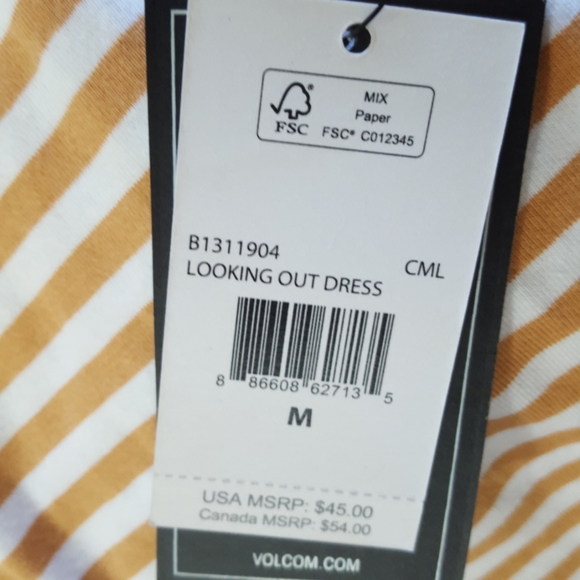 FSC
MIX
Paper
FSC® C012345
B1311904
CML
LOOKING OUT DRESS
8 86608 62713 5
M
USA MSRP: $45.00
Canada MSRP: $54.00
VOLCOM.COM